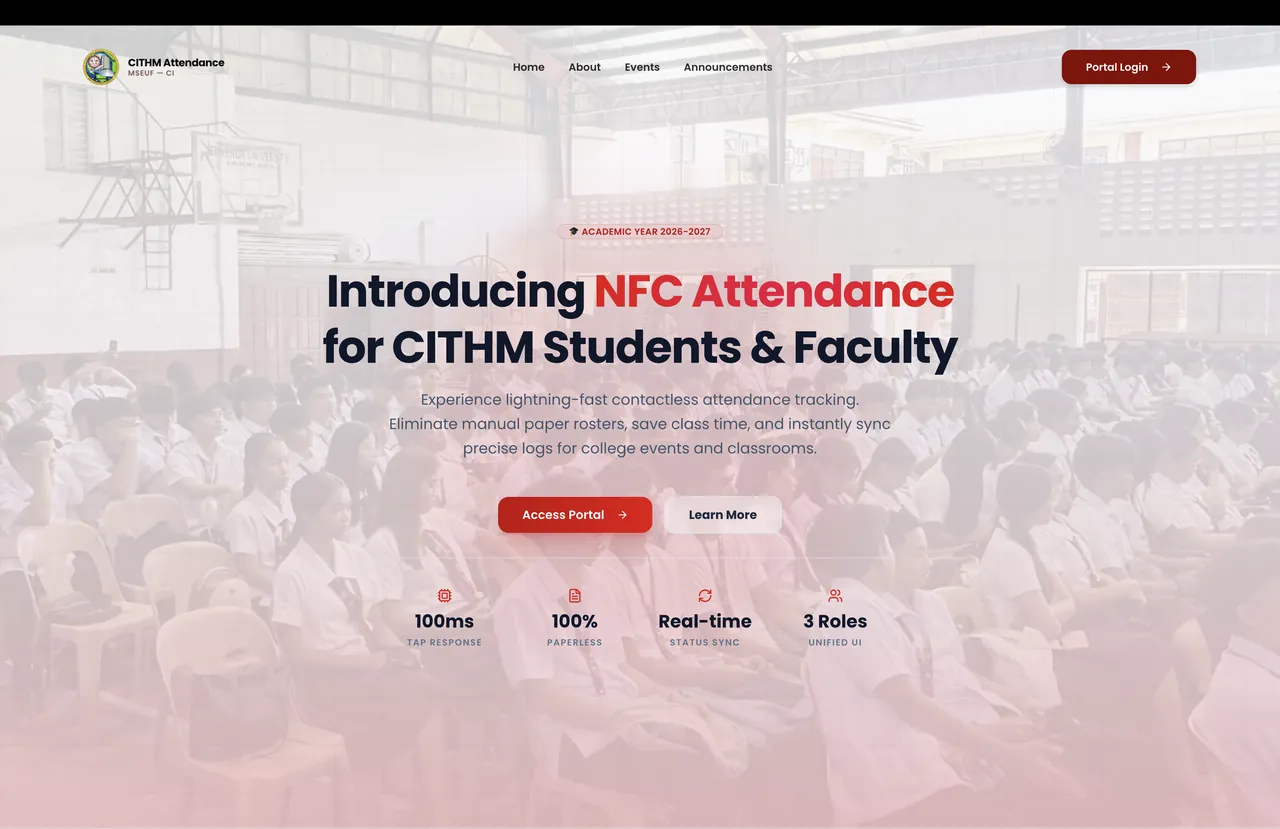 CITHM Attendance
MSEUF — CI
Home
About
Events
Announcements
Portal Login
🎓 ACADEMIC YEAR 2026-2027
Introducing NFC Attendance
for CITHM Students & Faculty
Experience lightning-fast contactless attendance tracking.
Eliminate manual paper rosters, save class time, and instantly sync
precise logs for college events and classrooms.
Access Portal
Learn More
100ms
TAP RESPONSE
100%
PAPERLESS
Real-time
STATUS SYNC
3 Roles
UNIFIED UI